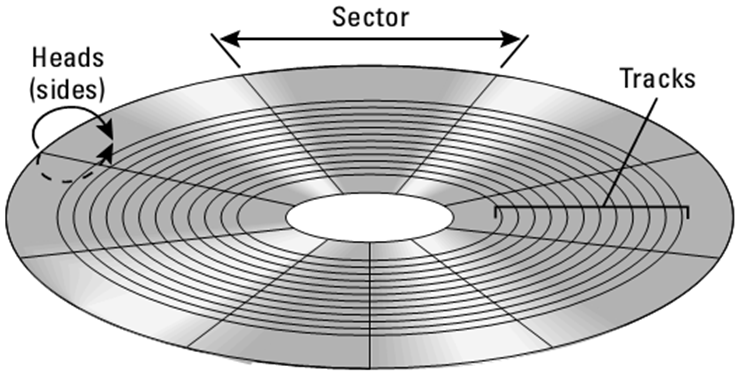 Sector
Heads
(sides)
Tracks